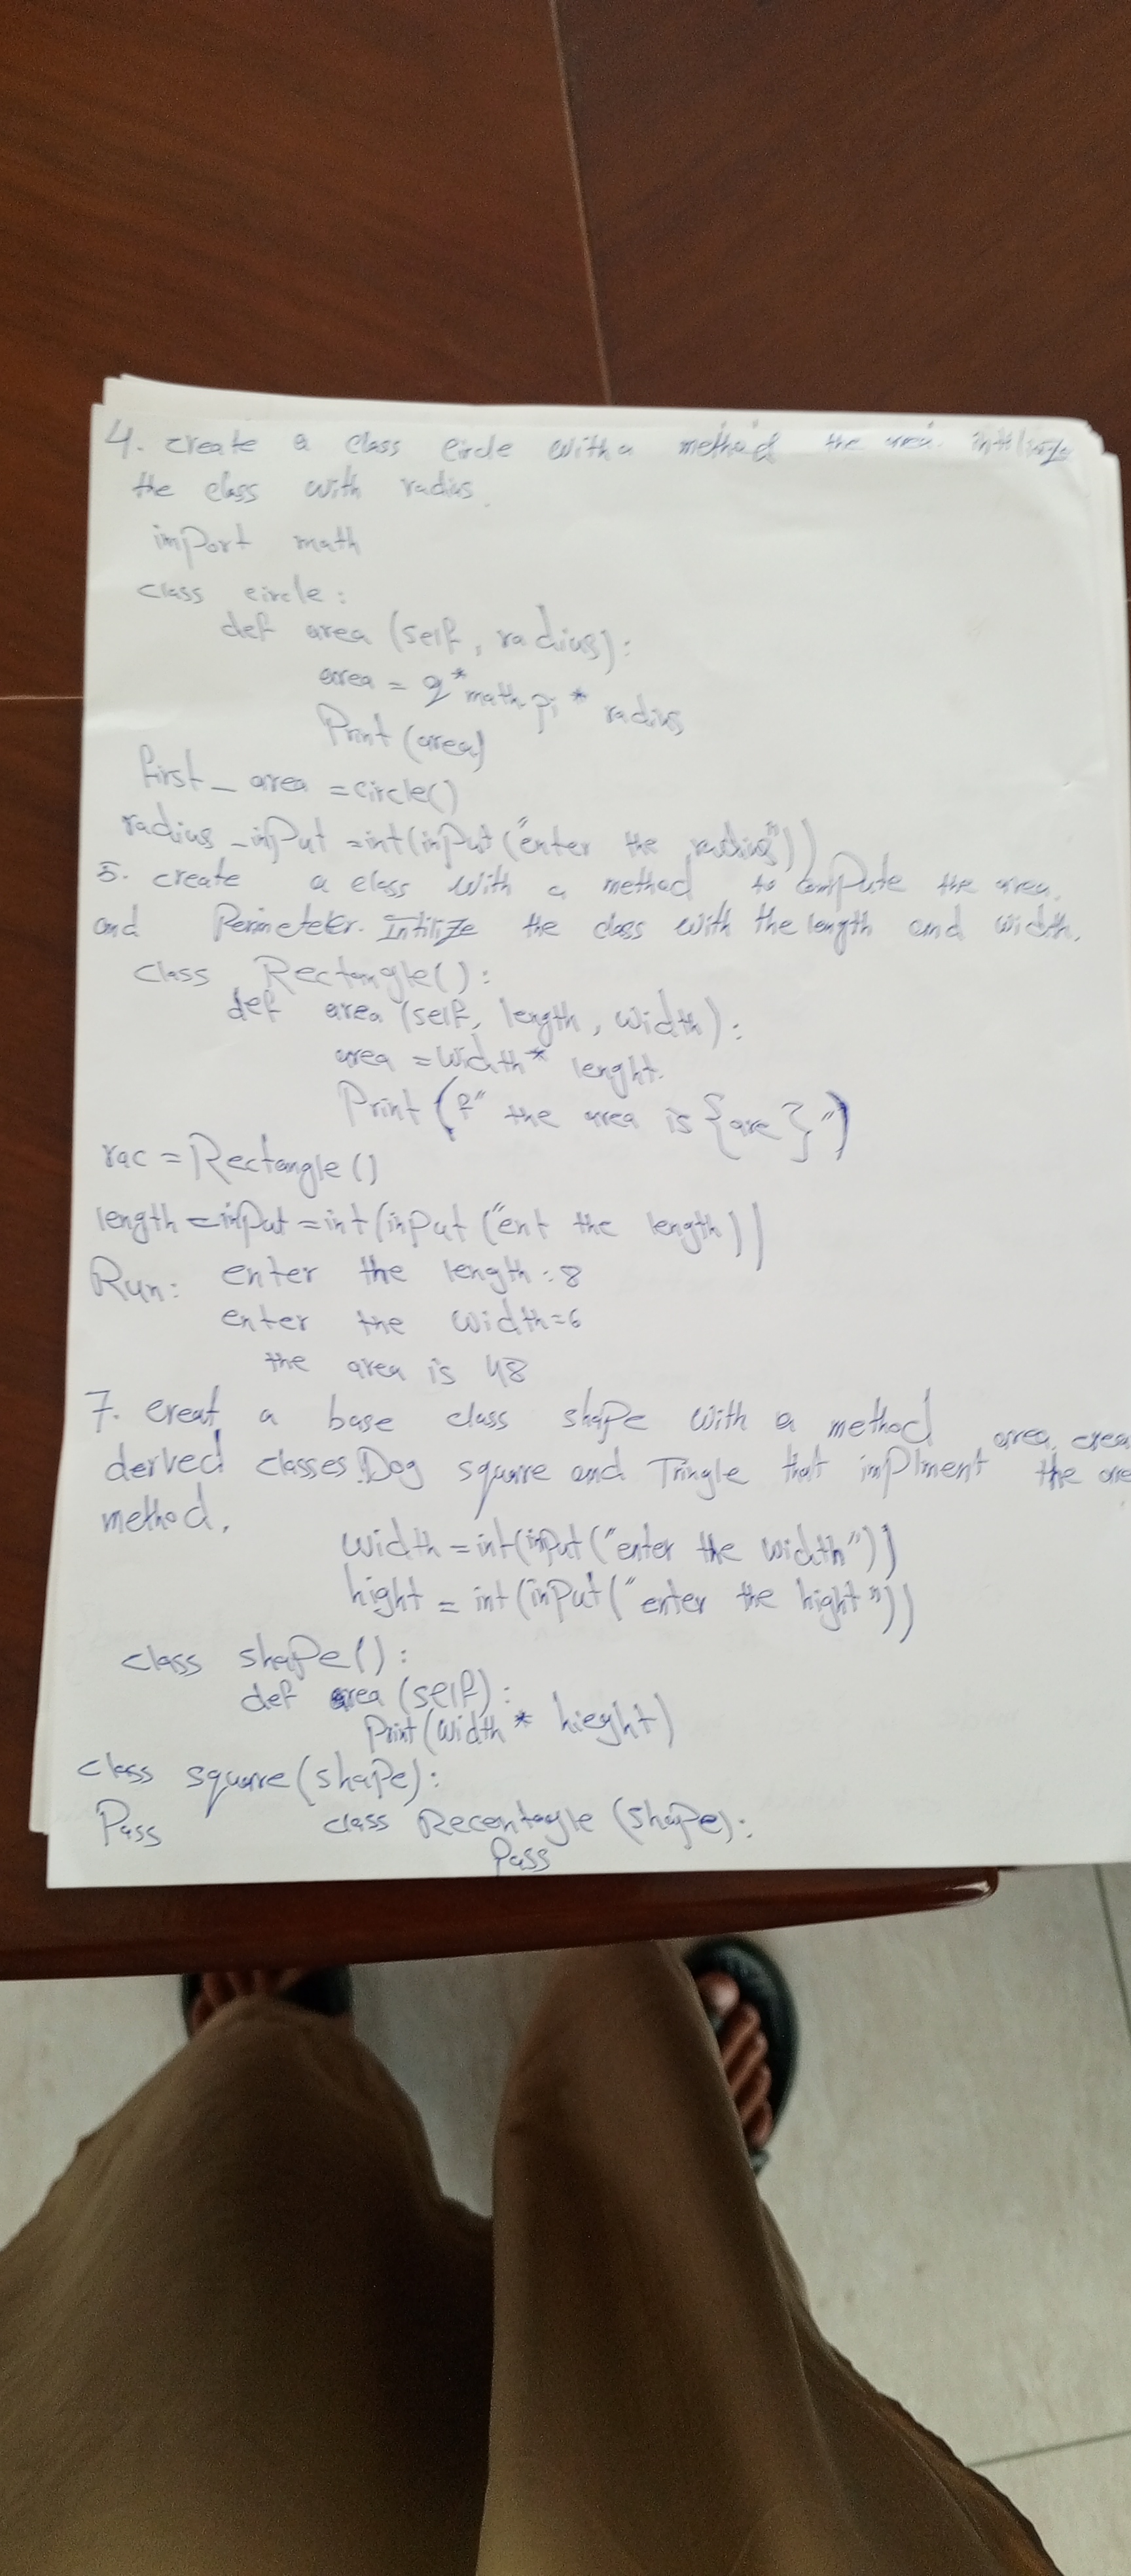 4. create a class Circle with a method the area. intilize
the class with radius.
import math
class circle:
def area (self, radius):
area = 2*math.pi * radius
Print (area)
first_ area = circle()
radius _input =int(input ("enter the radius"))
5. create a class with a method to compute the area.
and Perimeteter. Intilize the class with the length and width.
class Rectangle():
def area (self, length, width):
area = width* lenght.
Print (f" the area is {are}")
rac = Rectangle()
length = input = int(input ("ent the length))
Run: enter the length: 8
enter the width=6
the area is 48
7. creat a base class shape with a method area. crea
derved classes. Dog square and Tringle that implment the are
method.
width = int(input ("enter the width"))
hight = int(input ("enter the hight"))
class shape():
def area (self):
Print (width * hieght)
class square (shape):
Pass class Recentagle (shape):
Pass